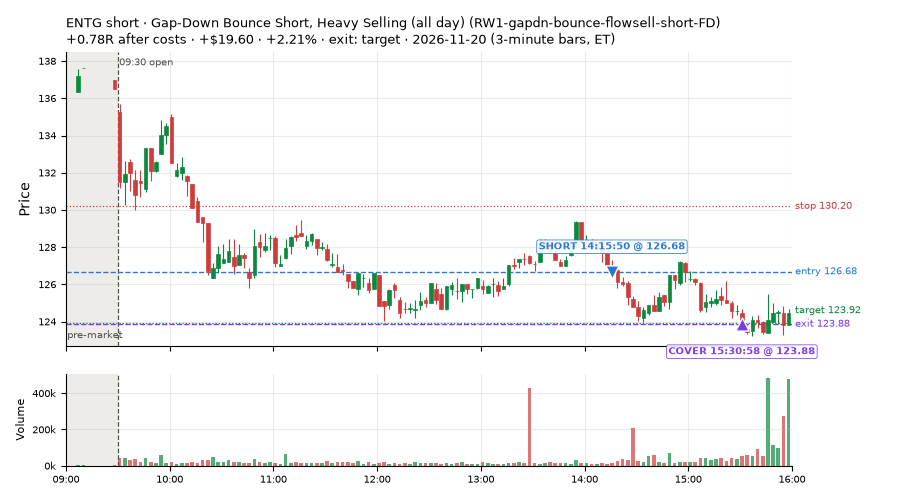 ENTG short · Gap-Down Bounce Short, Heavy Selling (all day) (RW1-gapdn-bounce-flowsell-short-FD)
+0.78R after costs · +$19.60 · +2.21% · exit: target · 2026-11-20 (3-minute bars, ET)
138
136
134
132
130
128
126
124
Price
09:30 open
pre-market
SHORT 14:15:50 @ 126.68
COVER 15:30:58 @ 123.88
stop 130.20
entry 126.68
target 123.92
exit 123.88
400k
200k
0k
Volume
09:00
10:00
11:00
12:00
13:00
14:00
15:00
16:00